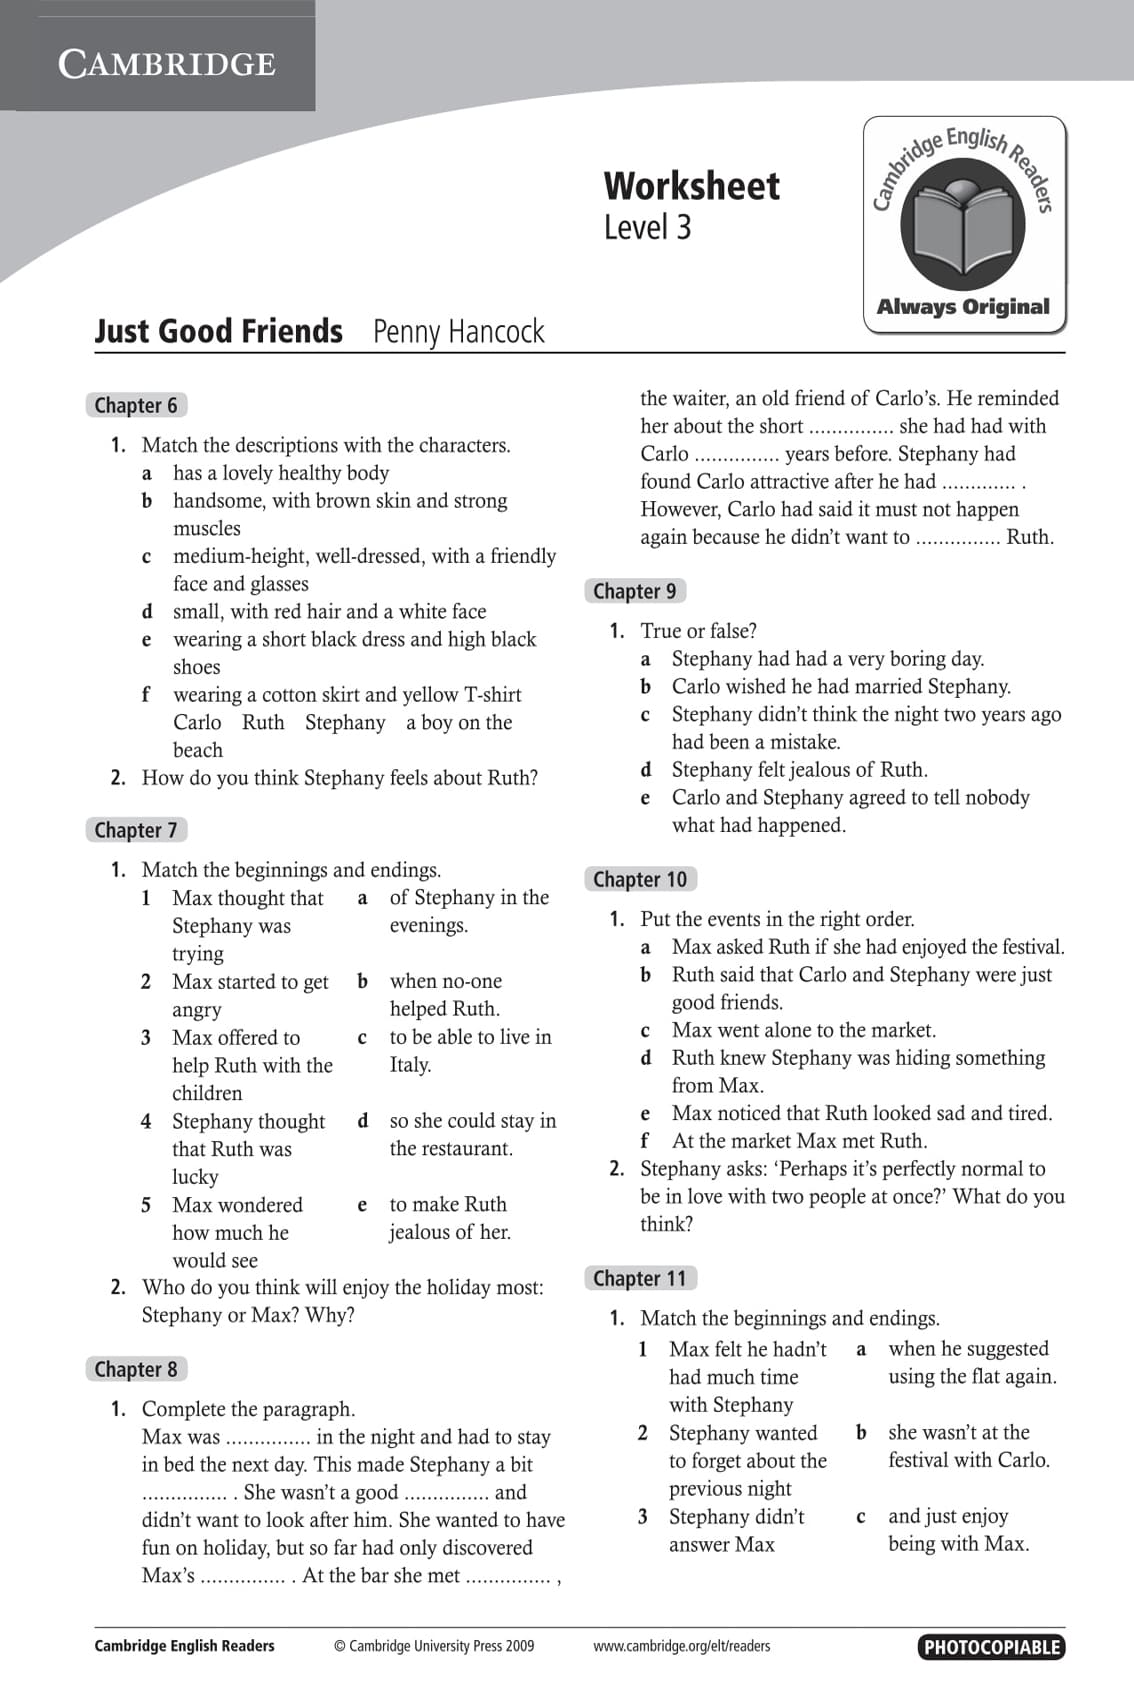 CAMBRIDGE
Worksheet
Level 3
Cambridge English Readers
Always Original
Just Good Friends Penny Hancock
Chapter 6
1. Match the descriptions with the characters.
a has a lovely healthy body
b handsome, with brown skin and strong
muscles
c medium-height, well-dressed, with a friendly
face and glasses
d small, with red hair and a white face
e wearing a short black dress and high black
shoes
f wearing a cotton skirt and yellow T-shirt
Carlo Ruth Stephany a boy on the
beach
2. How do you think Stephany feels about Ruth?
Chapter 7
1. Match the beginnings and endings.
1 Max thought that a of Stephany in the
Stephany was evenings.
trying
2 Max started to get b when no-one
angry helped Ruth.
3 Max offered to c to be able to live in
help Ruth with the Italy.
children
4 Stephany thought d so she could stay in
that Ruth was the restaurant.
lucky
5 Max wondered e to make Ruth
how much he jealous of her.
would see
2. Who do you think will enjoy the holiday most:
Stephany or Max? Why?
Chapter 8
1. Complete the paragraph.
Max was ............... in the night and had to stay
in bed the next day. This made Stephany a bit
............... . She wasn't a good ............... and
didn't want to look after him. She wanted to have
fun on holiday, but so far had only discovered
Max's ............... . At the bar she met ............... ,
the waiter, an old friend of Carlo's. He reminded
her about the short ............... she had had with
Carlo ............... years before. Stephany had
found Carlo attractive after he had ............. .
However, Carlo had said it must not happen
again because he didn't want to ............... Ruth.
Chapter 9
1. True or false?
a Stephany had had a very boring day.
b Carlo wished he had married Stephany.
c Stephany didn't think the night two years ago
had been a mistake.
d Stephany felt jealous of Ruth.
e Carlo and Stephany agreed to tell nobody
what had happened.
Chapter 10
1. Put the events in the right order.
a Max asked Ruth if she had enjoyed the festival.
b Ruth said that Carlo and Stephany were just
good friends.
c Max went alone to the market.
d Ruth knew Stephany was hiding something
from Max.
e Max noticed that Ruth looked sad and tired.
f At the market Max met Ruth.
2. Stephany asks: 'Perhaps it's perfectly normal to
be in love with two people at once?' What do you
think?
Chapter 11
1. Match the beginnings and endings.
1 Max felt he hadn't a when he suggested
had much time using the flat again.
with Stephany
2 Stephany wanted b she wasn't at the
to forget about the festival with Carlo.
previous night
3 Stephany didn't c and just enjoy
answer Max being with Max.
Cambridge English Readers © Cambridge University Press 2009 www.cambridge.org/elt/readers PHOTOCOPIABLE